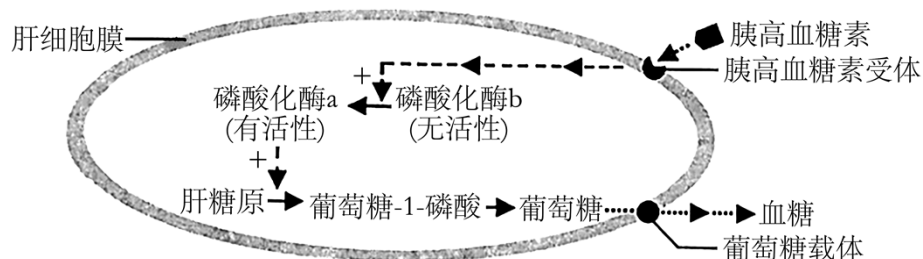 肝细胞膜
胰高血糖素
胰高血糖素受体
+
磷酸化酶a
(有活性)
磷酸化酶b
(无活性)
+
肝糖原
葡萄糖-1-磷酸
葡萄糖
血糖
葡萄糖载体